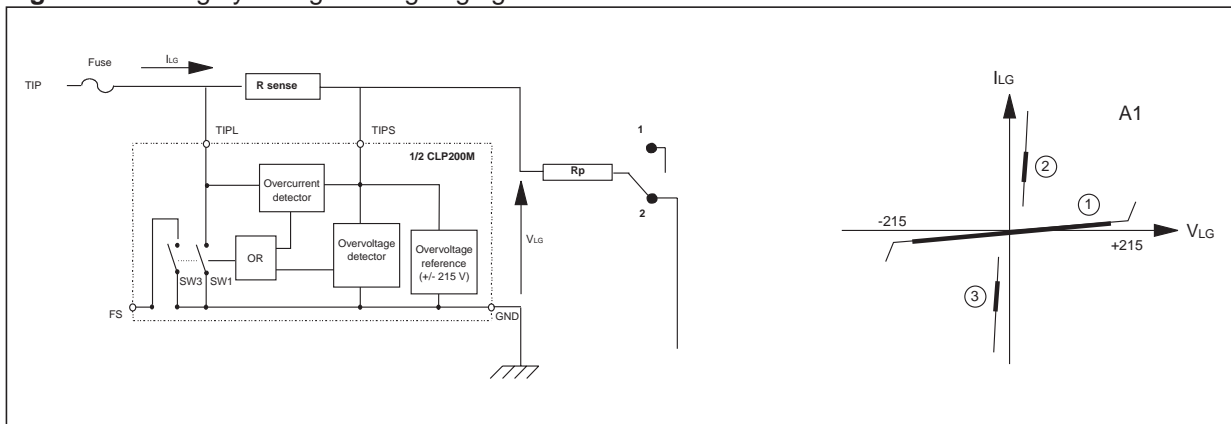 Fuse
ILG
TIP
R sense
TIPL
TIPS
1/2 CLP200M
Overcurrent
detector
OR
Overvoltage
detector
Overvoltage
reference
(+/- 215 V)
SW3
SW1
FS
GND
VLG
Rp
1
2
ILG
A1
2
1
-215
+215
VLG
3